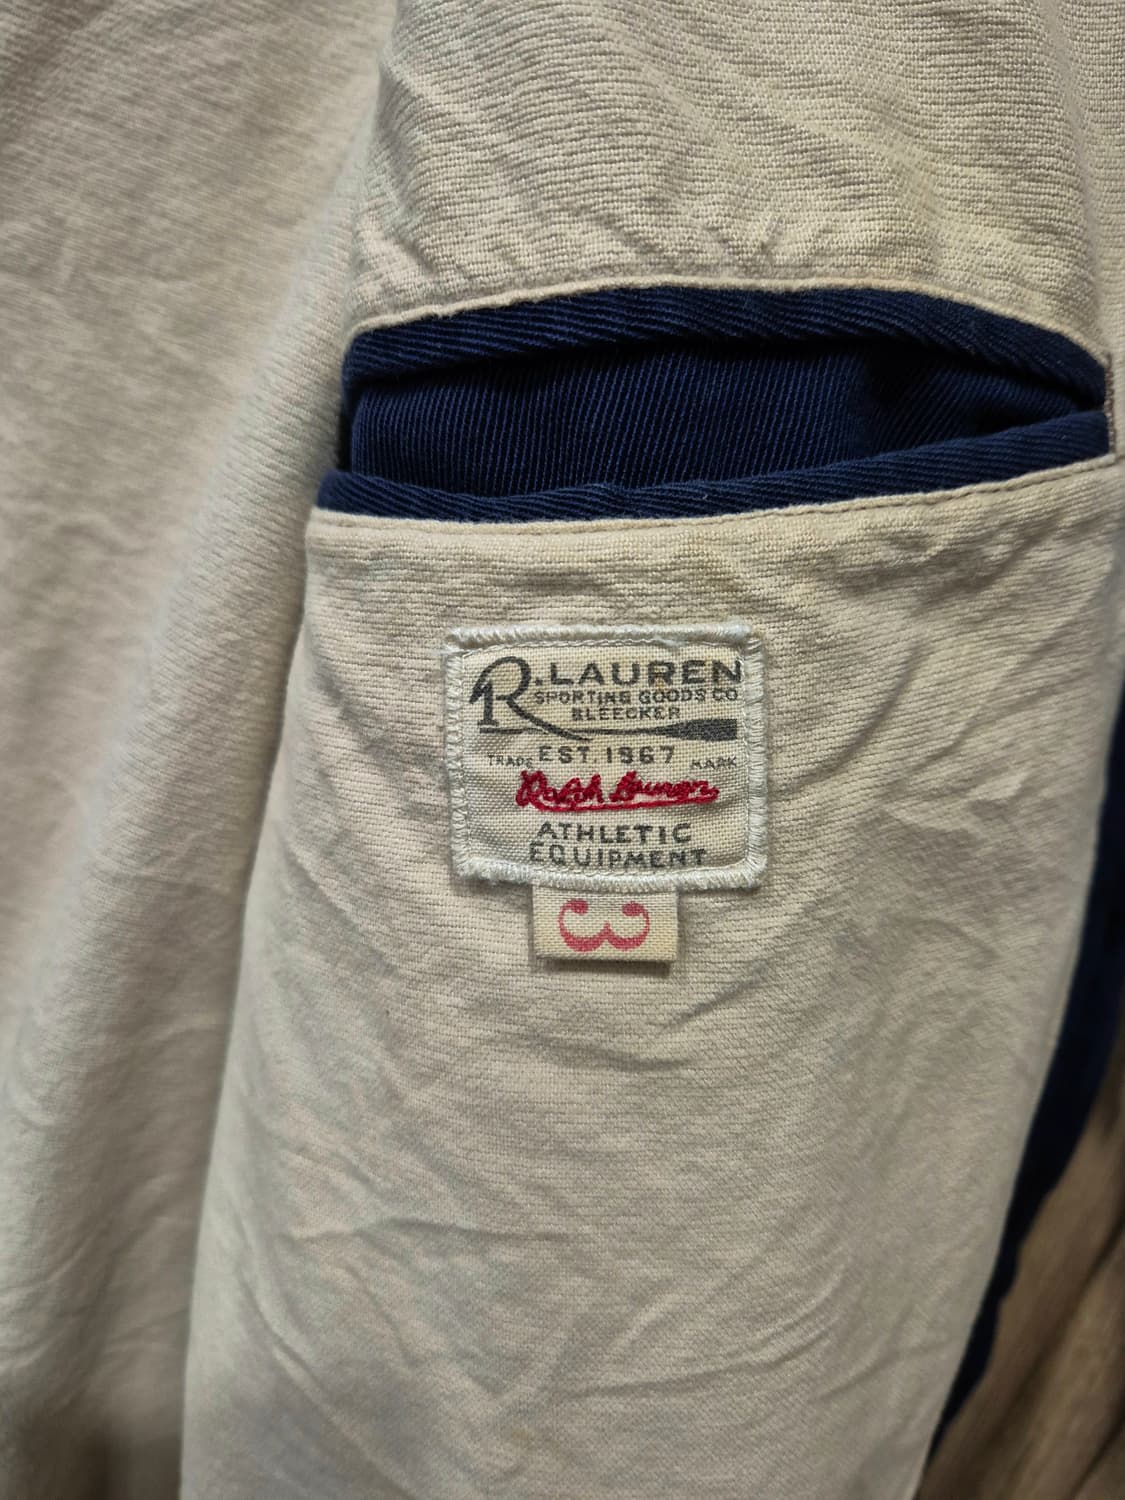 R.LAUREN
SPORTING GOODS CO
BLEECKER
EST. 1967
TRADE MARK
Ralph Lauren
ATHLETIC
EQUIPMENT
3